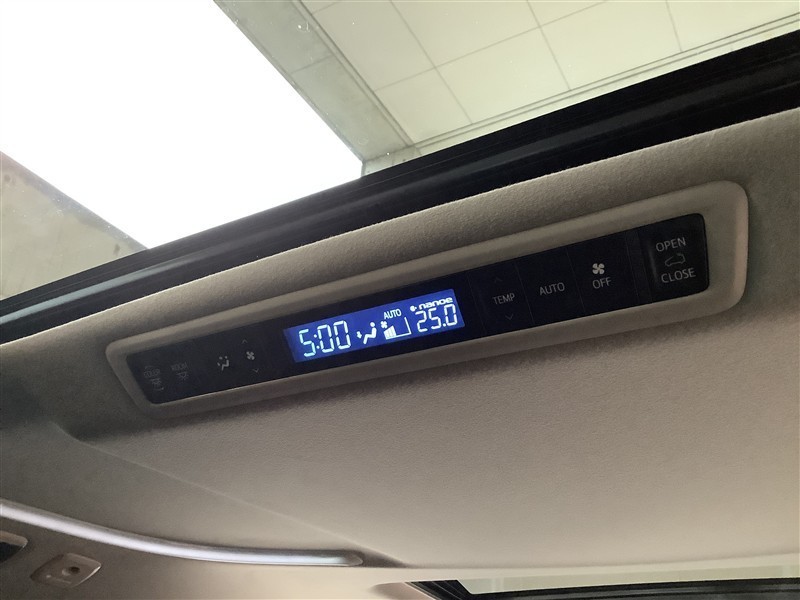 5:00
AUTO
nanoe
25.0
TEMP
AUTO
OFF
OPEN
CLOSE